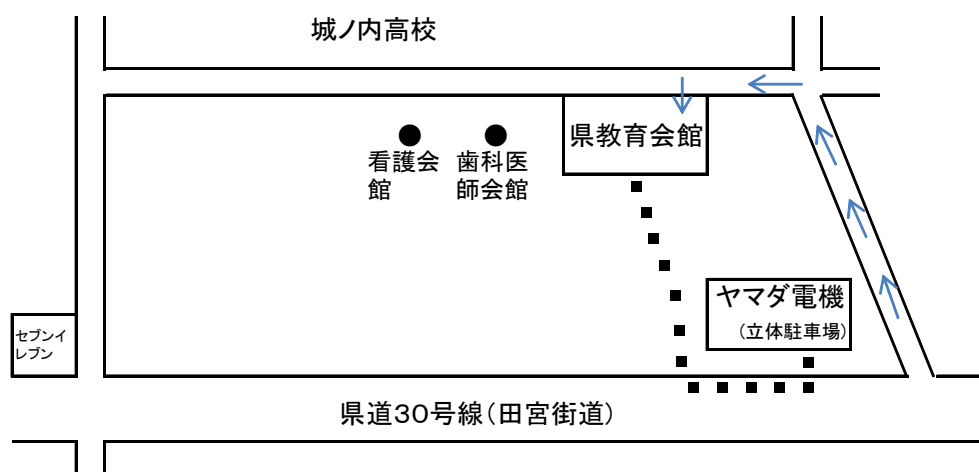 城ノ内高校
県教育会館
看護会
館
歯科医
師会館
ヤマダ電機
(立体駐車場)
セブンイ
レブン
県道30号線(田宮街道)